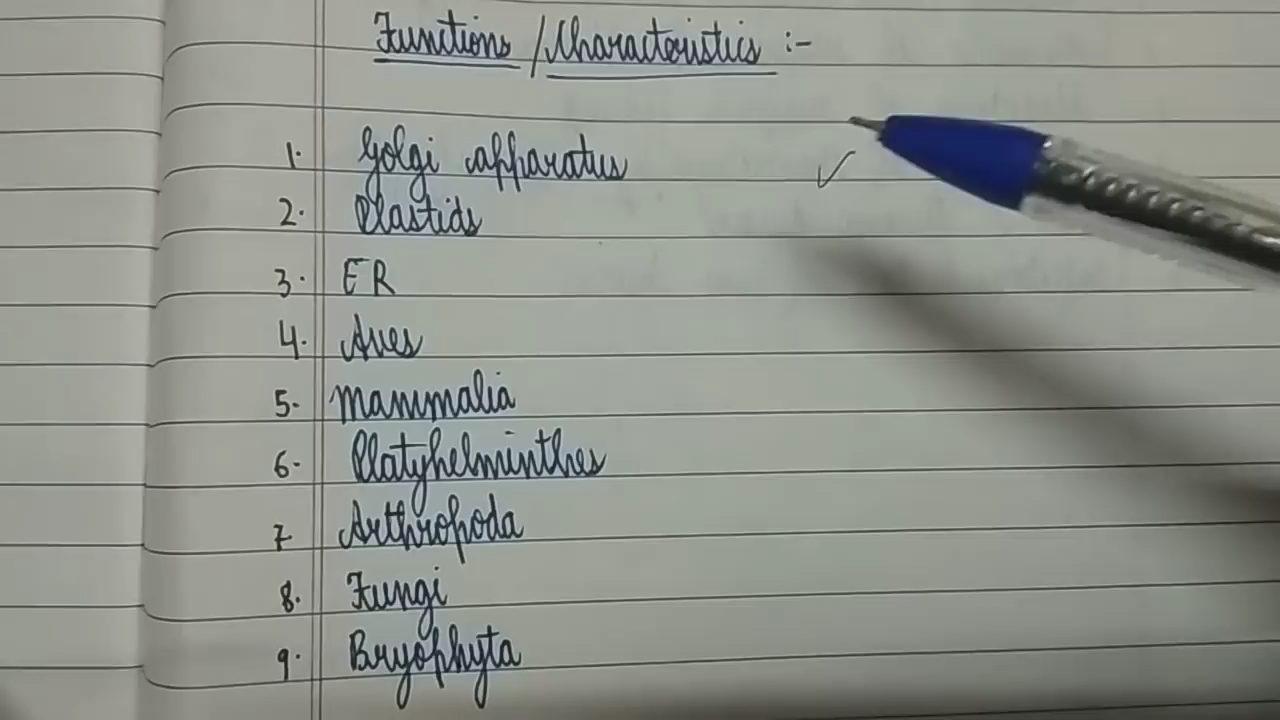 Functions / Characteristics :-
1. Golgi apparatus ✓
2. Plastids
3. ER
4. Aves
5. Mammalia
6. Platyhelminthes
7. Arthropoda
8. Fungi
9. Bryophyta